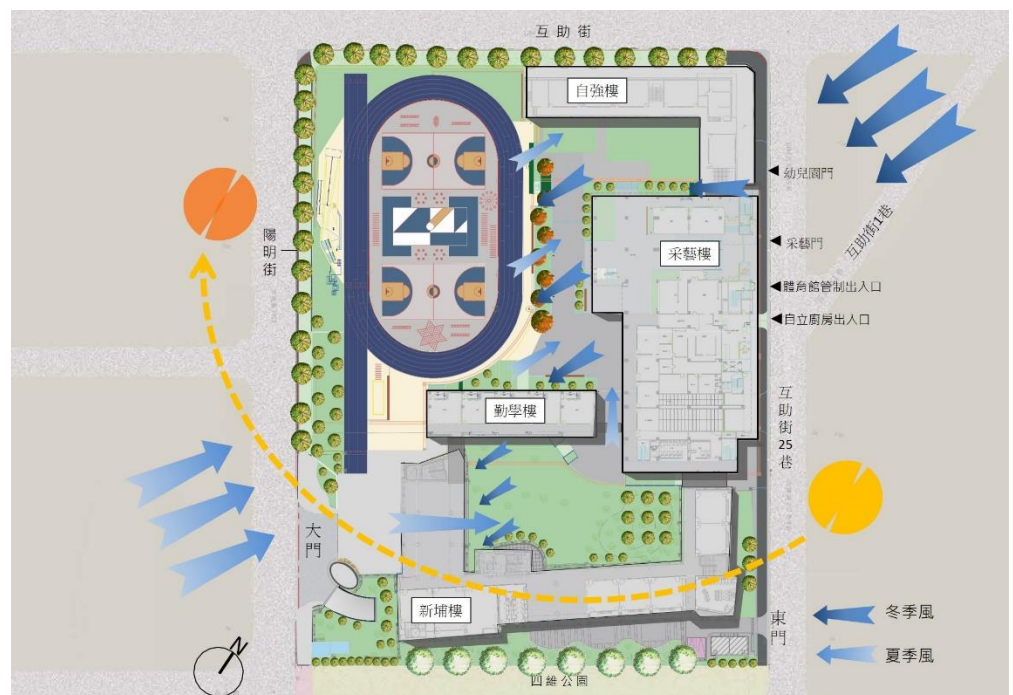 互助街
自強樓
幼兒園門
互助街1巷
采藝樓
采藝門
陽明街
體育館管制出入口
自立廚房出入口
勤學樓
互助街25巷
大門
新埔樓
東門
冬季風
夏季風
四維公園
N